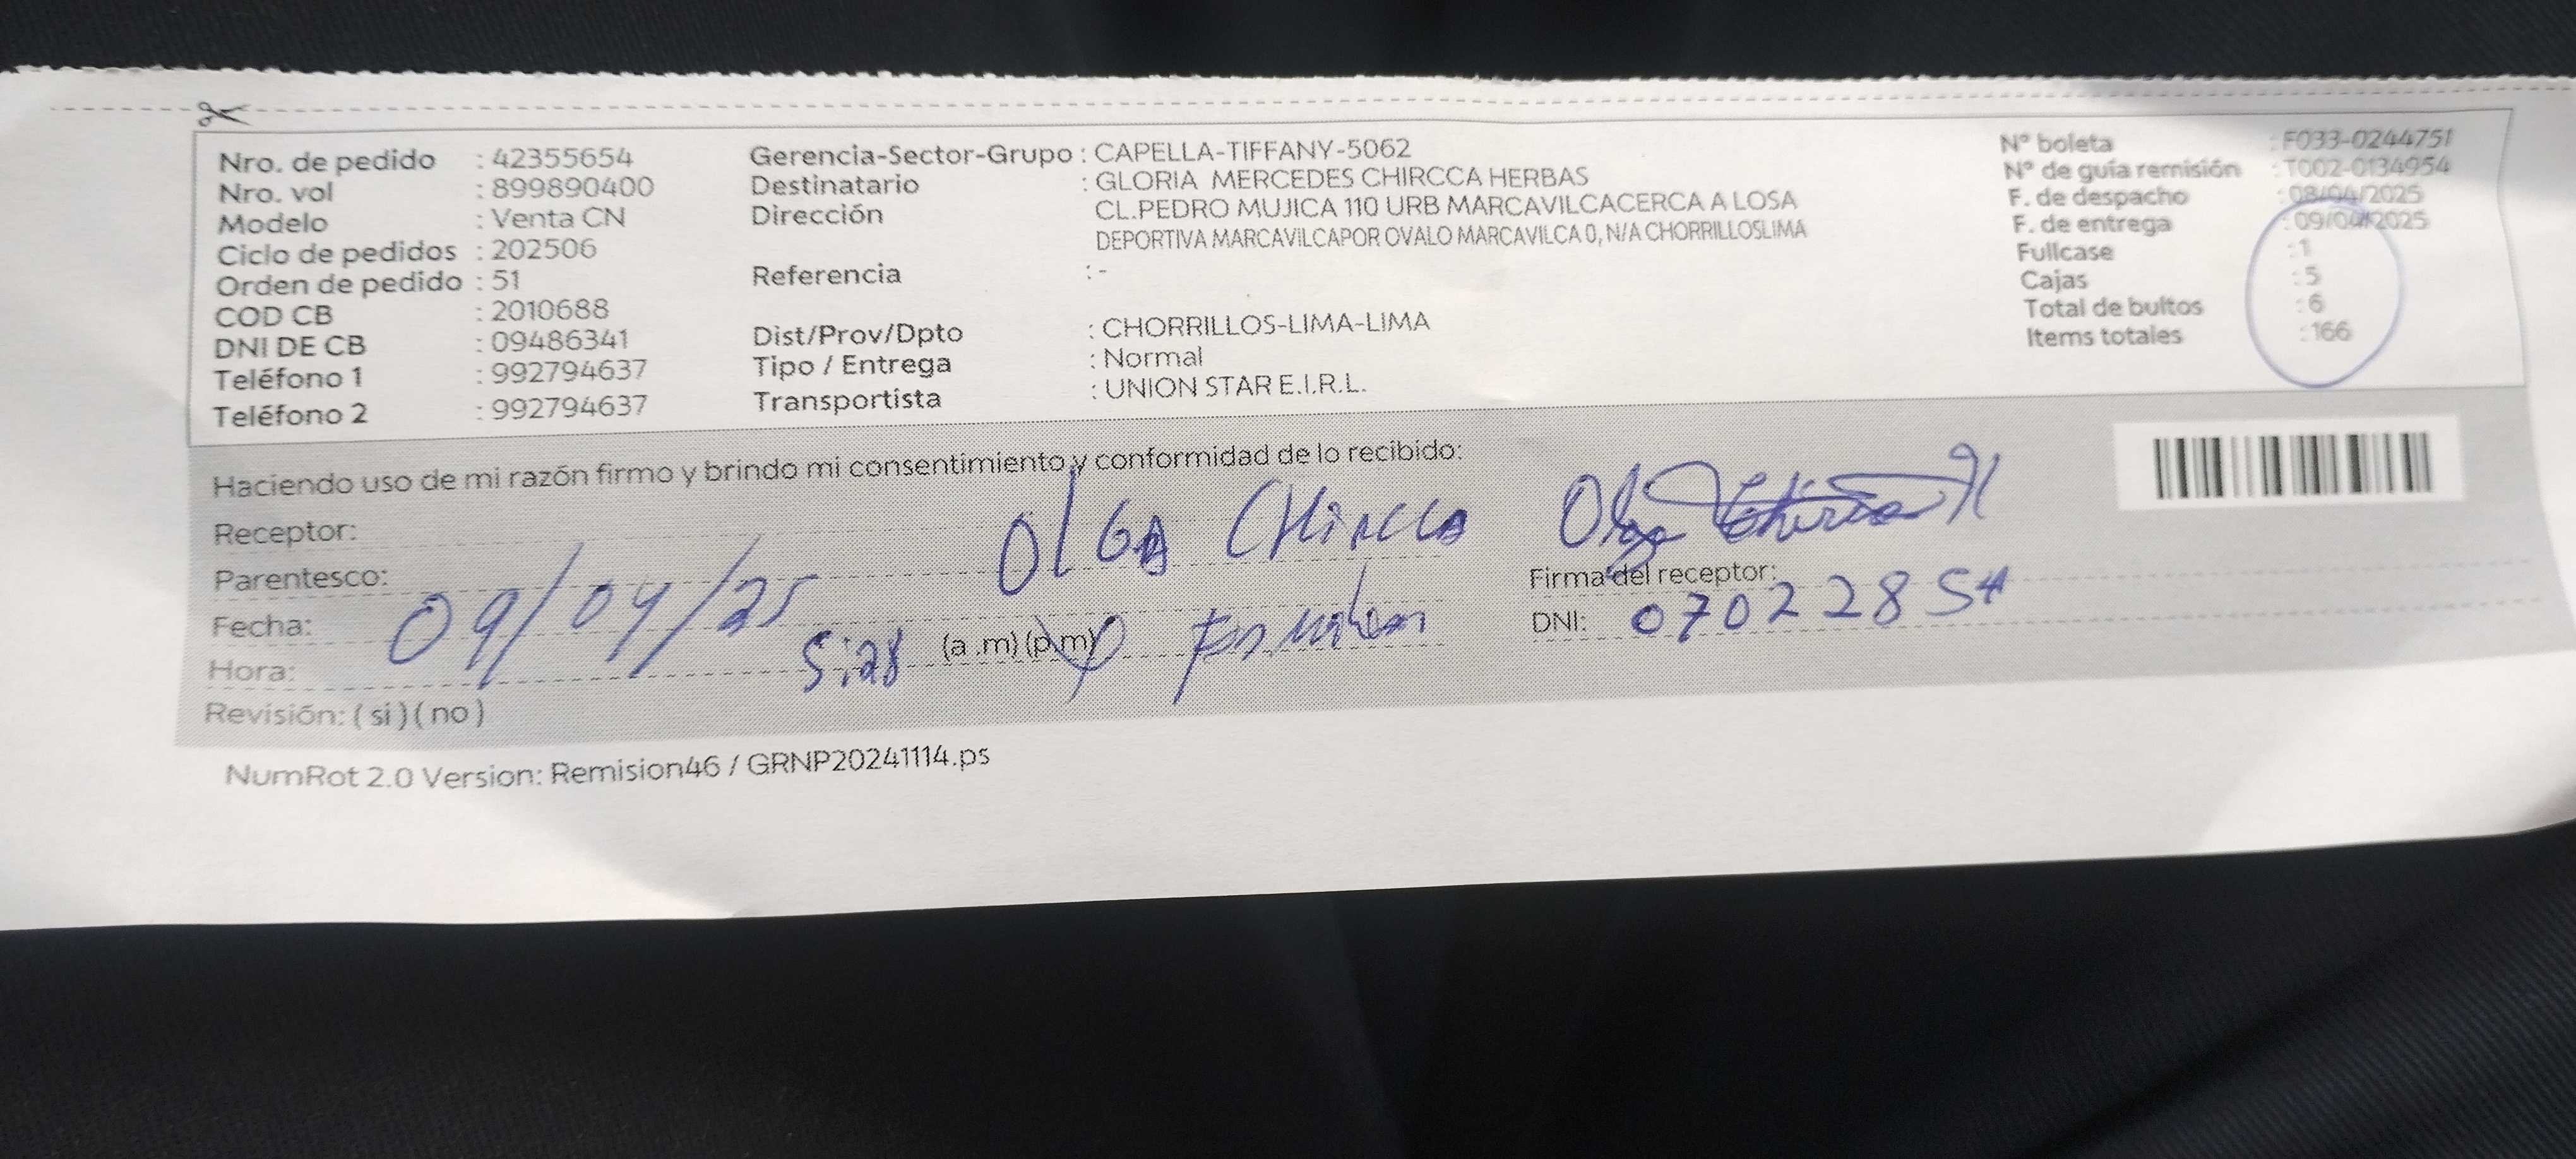 Nro. de pedido : 42355654
Nro. vol : 899890400
Modelo : Venta CN
Ciclo de pedidos : 202506
Orden de pedido : 51
COD CB : 2010688
DNI DE CB : 09486341
Teléfono 1 : 992794637
Teléfono 2 : 992794637
Gerencia-Sector-Grupo : CAPELLA-TIFFANY-5062
Destinatario : GLORIA MERCEDES CHIRCCA HERBAS
Dirección CL.PEDRO MUJICA 110 URB MARCAVILCACERCA A LOSA
DEPORTIVA MARCAVILCAPOR OVALO MARCAVILCA 0, N/A CHORRILLOSLIMA
Referencia : -
Dist/Prov/Dpto : CHORRILLOS-LIMA-LIMA
Tipo / Entrega : Normal
Transportista : UNION STAR E.I.R.L.
N° boleta : F033-0244751
N° de guía remisión : T002-0134954
F. de despacho : 08/04/2025
F. de entrega : 09/04/2025
Fullcase : 1
Cajas : 5
Total de bultos : 6
Items totales : 166
Haciendo uso de mi razón firmo y brindo mi consentimiento y conformidad de lo recibido:
Receptor: OLGA CHIRCCA
Parentesco:
Fecha: 09/04/25
Hora: 5:28 (a .m) (p.m)
Revisión: ( si ) ( no )
Olga Chircca H
Firma del receptor:
DNI: 07022854
NumRot 2.0 Version: Remision46 / GRNP20241114.ps